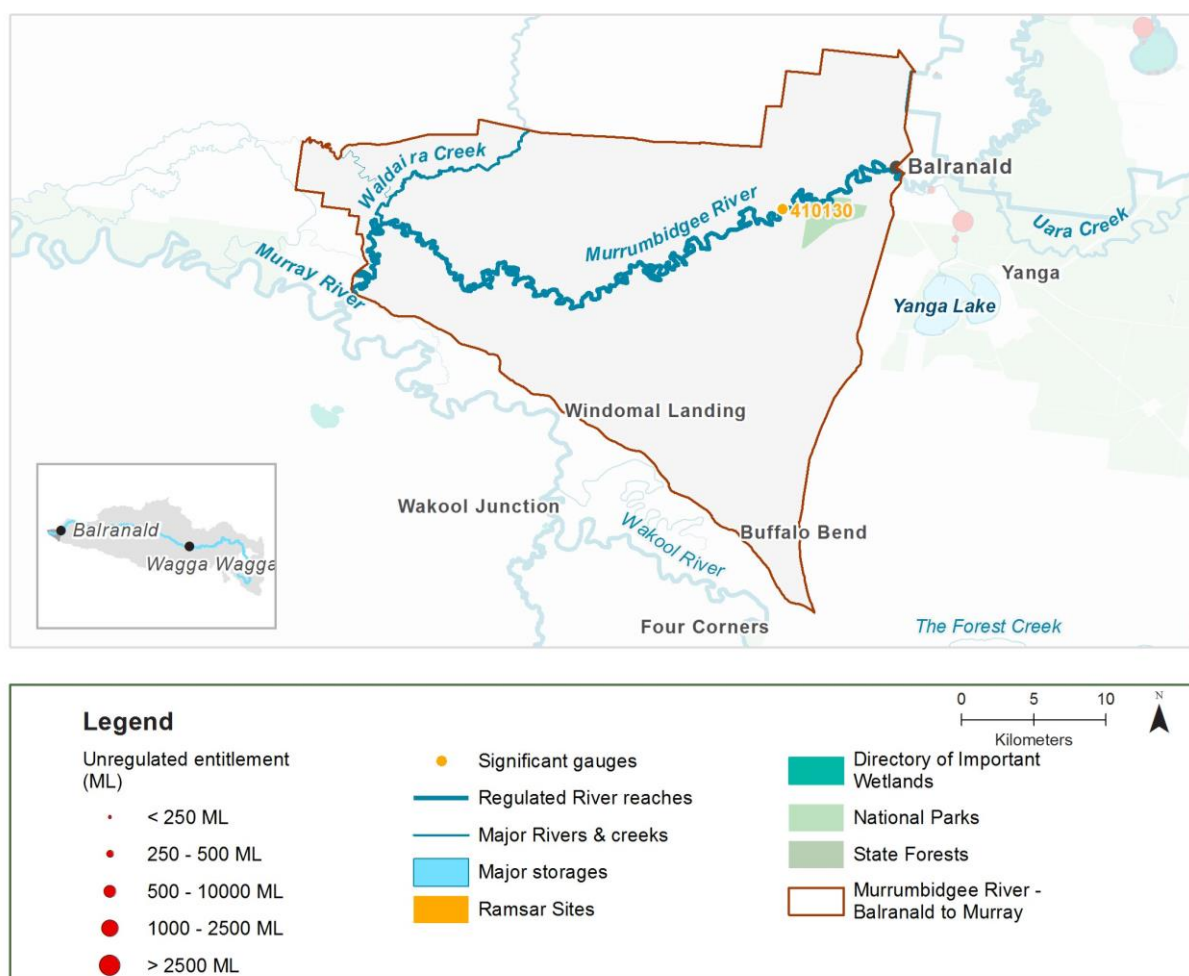 Balranald
Waldaira Creek
410130
Murrumbidgee River
Uara Creek
Murray River
Yanga
Yanga Lake
Windomal Landing
Balranald
Wagga Wagga
Wakool Junction
Wakool River
Buffalo Bend
Four Corners
The Forest Creek
Legend
Unregulated entitlement
(ML)
< 250 ML
250 - 500 ML
500 - 10000 ML
1000 - 2500 ML
> 2500 ML
Significant gauges
Regulated River reaches
Major Rivers & creeks
Major storages
Ramsar Sites
0 5 10
Kilometers
N
Directory of Important
Wetlands
National Parks
State Forests
Murrumbidgee River -
Balranald to Murray